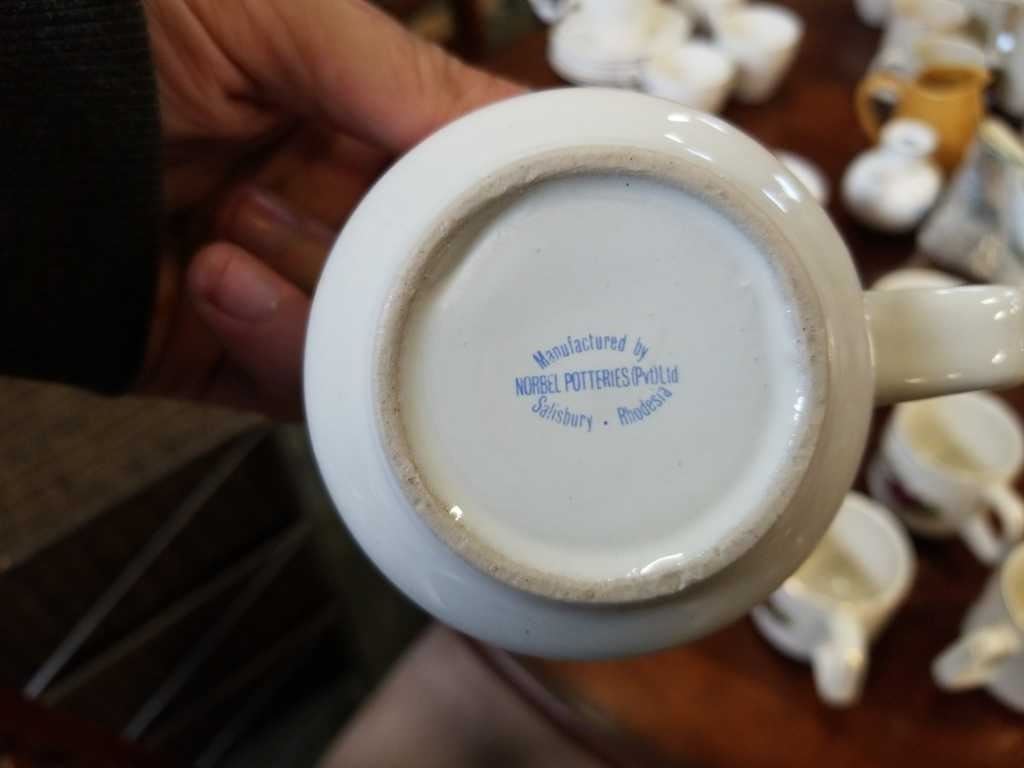 Manufactured by
NORBEL POTTERIES (Pvt) Ltd
Salisbury · Rhodesia